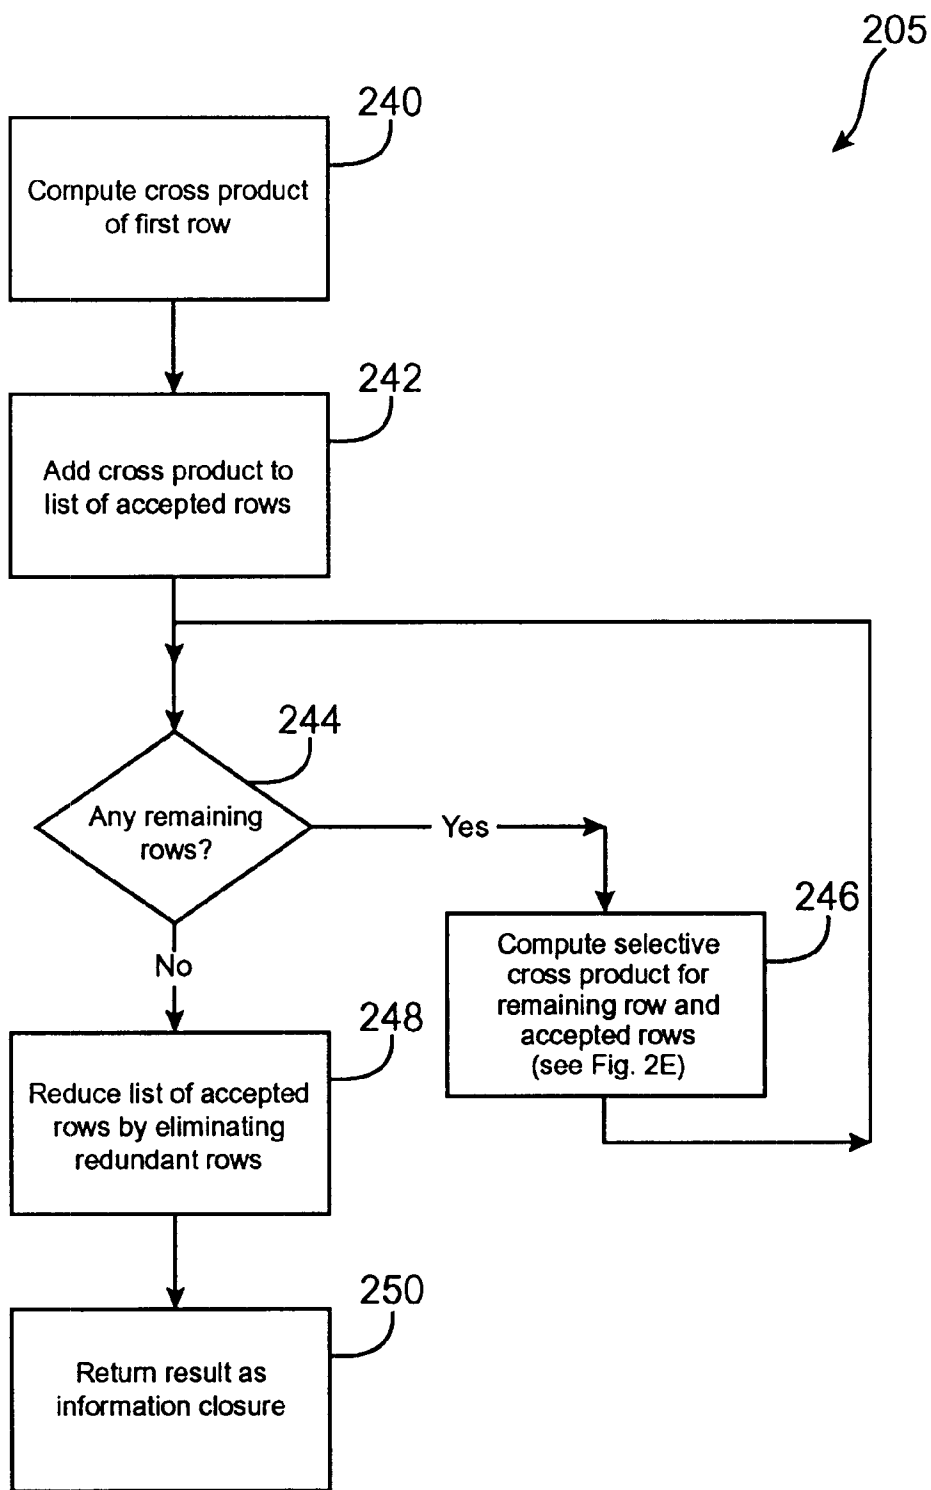 205
240
Compute cross product
of first row
242
Add cross product to
list of accepted rows
244
Any remaining
rows?
Yes
246
Compute selective
cross product for
remaining row and
accepted rows
(see Fig. 2E)
No
248
Reduce list of accepted
rows by eliminating
redundant rows
250
Return result as
information closure